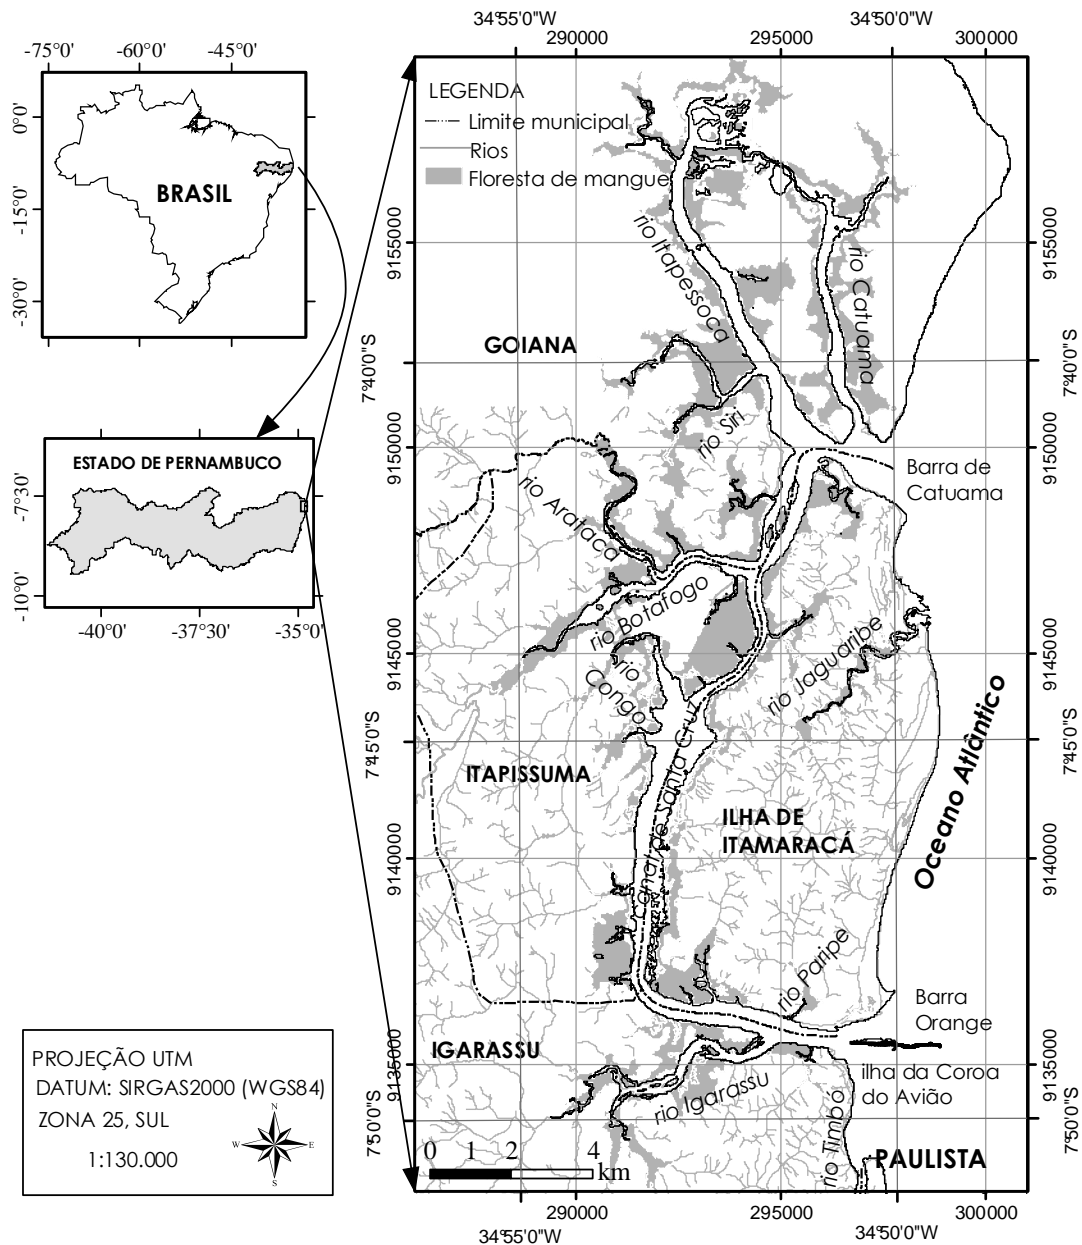 34°55'0"W
34°50'0"W
290000
295000
300000
-75°0'
-60°0'
-45°0'
0°0'
-15°0'
-30°0'
BRASIL
LEGENDA
Limite municipal
Rios
Floresta de mangue
9155000
9155000
rio Itapessoca
rio Catuama
GOIANA
7°40'0"S
7°40'0"S
rio Siri
9150000
9150000
ESTADO DE PERNAMBUCO
-7°30'
-10°0'
-40°0'
-37°30'
-35°0'
Barra de
Catuama
rio Arataca
rio Botafogo
rio
Congo
rio Jaguaribe
9145000
9145000
7°45'0"S
7°45'0"S
Canal de Santa Cruz
Oceano Atlântico
ITAPISSUMA
ILHA DE
ITAMARACÁ
9140000
9140000
rio Paripe
Barra
Orange
IGARASSU
9135000
9135000
ilha da Coroa
do Avião
rio Igarassu
rio Timbó
7°50'0"S
7°50'0"S
PAULISTA
0 1 2 4
km
PROJEÇÃO UTM
DATUM: SIRGAS2000 (WGS84)
ZONA 25, SUL
1:130.000
N
W
E
S
290000
295000
300000
34°55'0"W
34°50'0"W